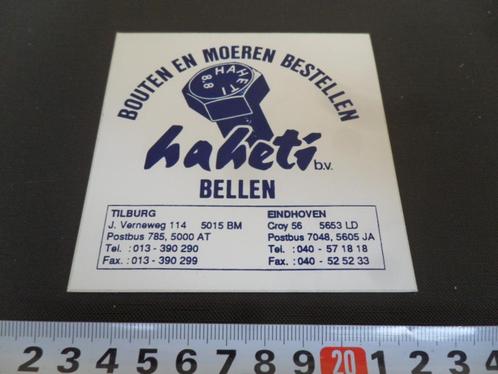 BOUTEN EN MOEREN BESTELLEN
HAHETI
8.8
haheti b.v.
BELLEN
TILBURG
J. Verneweg 114 5015 BM
Postbus 785, 5000 AT
Tel. : 013 - 390 290
Fax. : 013 - 390 299
EINDHOVEN
Croy 56 5653 LD
Postbus 7048, 5605 JA
Tel. : 040 - 57 18 18
Fax. : 040 - 52 52 33
2 3 4 5 6 7 8 9 20 1 2 3 4